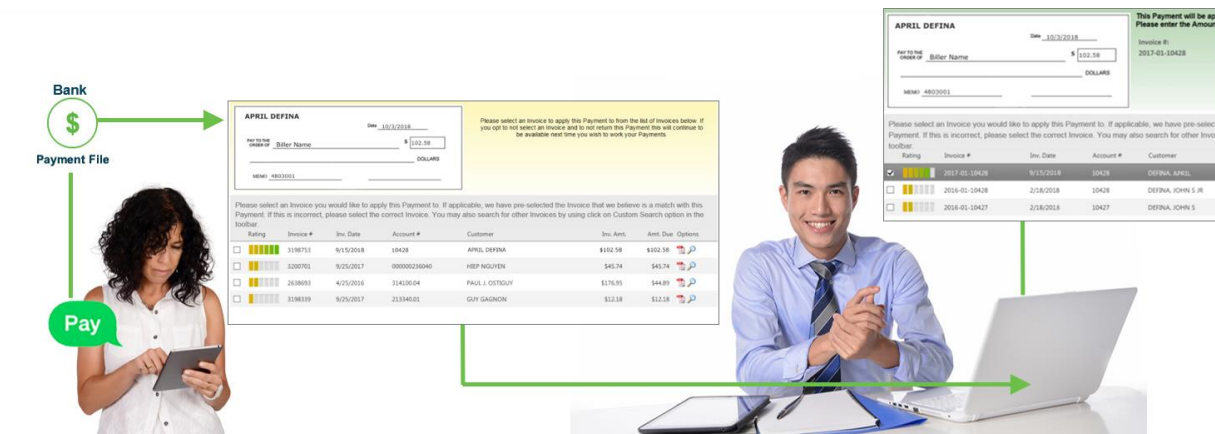 Bank
$
Payment File
Pay
APRIL DEFINA
Date 10/3/2018
PAY TO THE
ORDER OF Biller Name
$ 102.58
DOLLARS
MEMO 4803001
Please select an Invoice to apply this Payment to from the list of Invoices below. If
you opt to not select an Invoice and to not return this Payment this will continue to
be available next time you wish to work your Payments.
Please select an Invoice you would like to apply this Payment to. If applicable, we have pre-selected the Invoice that we believe is a match with this
Payment. If this is incorrect, please select the correct Invoice. You may also search for other Invoices by using click on Custom Search option in the
toolbar.
Rating Invoice # Inv. Date Account # Customer Inv. Amt. Amt. Due Options
3198753 9/15/2018 10428 APRIL DEFINA $102.58 $102.58
3200701 9/25/2017 000000236040 HIEP NGUYEN $45.74 $45.74
2638693 4/25/2016 314100.04 PAUL J. OSTIGUY $176.95 $44.89
3198339 9/25/2017 213340.01 GUY GAGNON $12.18 $12.18
APRIL DEFINA
Date 10/3/2018
PAY TO THE
ORDER OF Biller Name
$ 102.58
DOLLARS
MEMO 4803001
This Payment will be ap
Please enter the Amoun
Invoice #:
2017-01-10428
Please select an Invoice you would like to apply this Payment to. If applicable, we have pre-selec
Payment. If this is incorrect, please select the correct Invoice. You may also search for other Invo
toolbar.
Rating Invoice # Inv. Date Account # Customer
2017-01-10428 9/15/2018 10428 DEFINA, APRIL
2016-01-10428 2/18/2018 10428 DEFINA, JOHN S JR
2016-01-10427 2/18/2016 10427 DEFINA, JOHN S